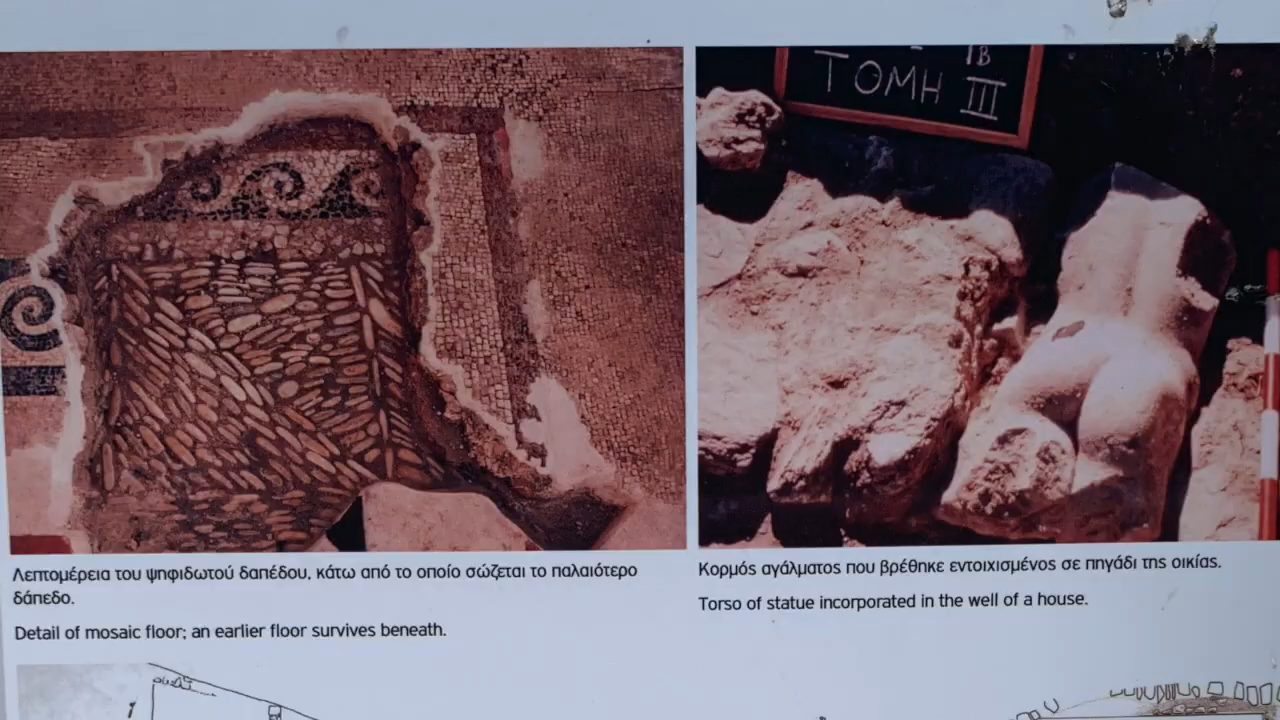 ΙΒ
ΤΟΜΗ ΙΙΙ
Λεπτομέρεια του ψηφιδωτού δαπέδου, κάτω από το οποίο σώζεται το παλαιότερο
δάπεδο.
Detail of mosaic floor; an earlier floor survives beneath.
Κορμός αγάλματος που βρέθηκε εντοιχισμένος σε πηγάδι της οικίας.
Torso of statue incorporated in the well of a house.